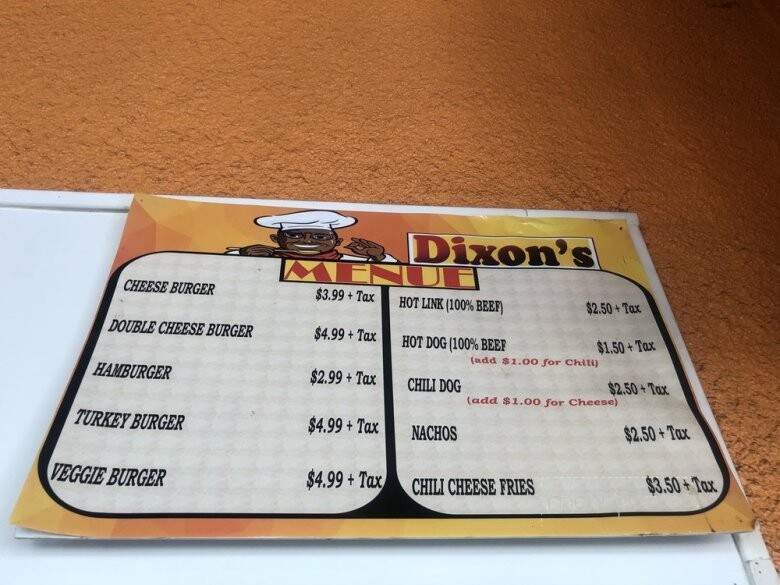 Dixon's
MENUE
CHEESE BURGER $3.99 + Tax
DOUBLE CHEESE BURGER $4.99 + Tax
HAMBURGER $2.99 + Tax
TURKEY BURGER $4.99 + Tax
VEGGIE BURGER $4.99 + Tax
HOT LINK (100% BEEF) $2.50 + Tax
HOT DOG (100% BEEF $1.50 + Tax
(add $1.00 for Chili)
CHILI DOG $2.50 + Tax
(add $1.00 for Cheese)
NACHOS $2.50 + Tax
CHILI CHEESE FRIES $3.50 + Tax